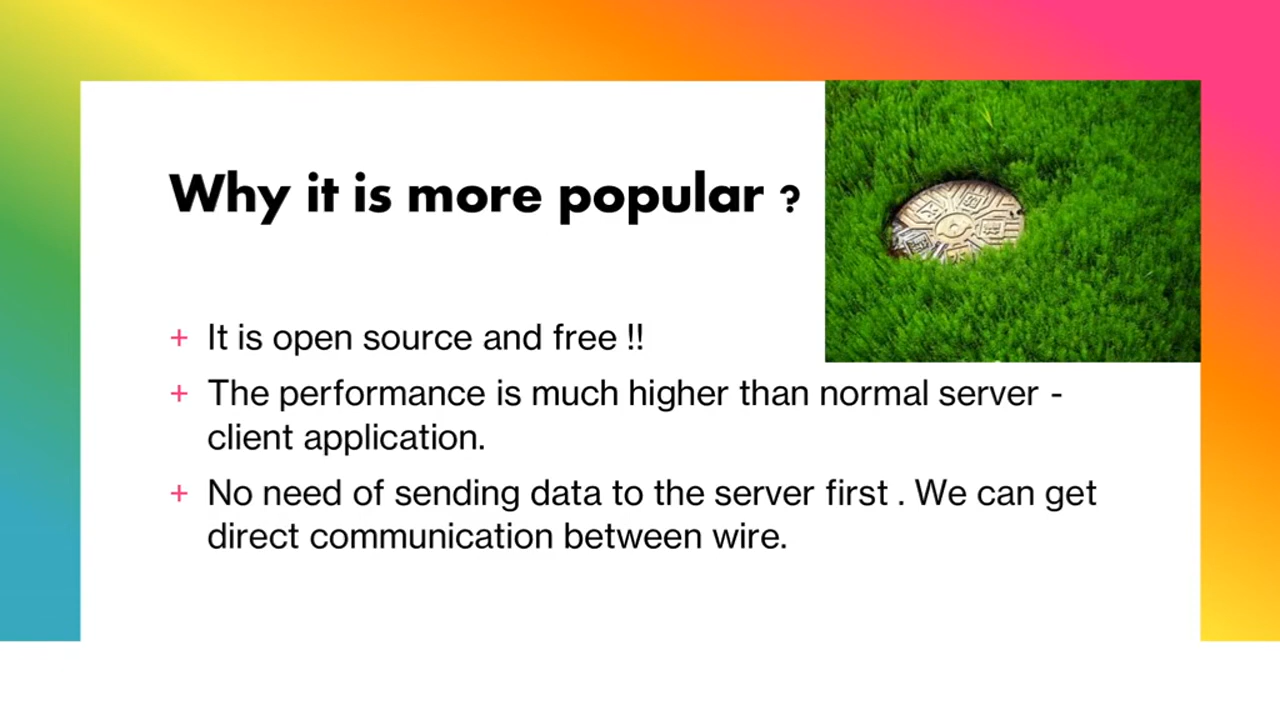 Why it is more popular ?
+ It is open source and free !!
+ The performance is much higher than normal server -
client application.
+ No need of sending data to the server first . We can get
direct communication between wire.